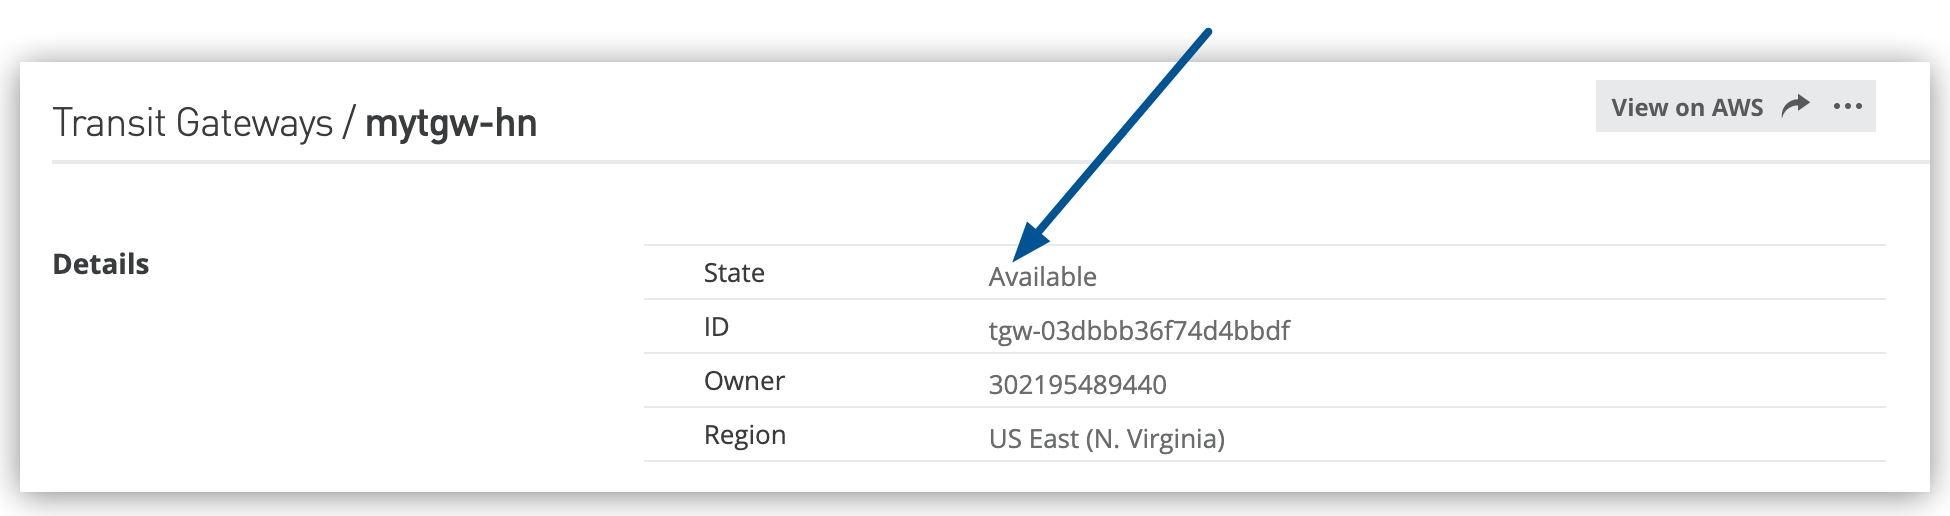 Transit Gateways / mytgw-hn
View on AWS
Details
State Available
ID tgw-03dbbb36f74d4bbdf
Owner 302195489440
Region US East (N. Virginia)